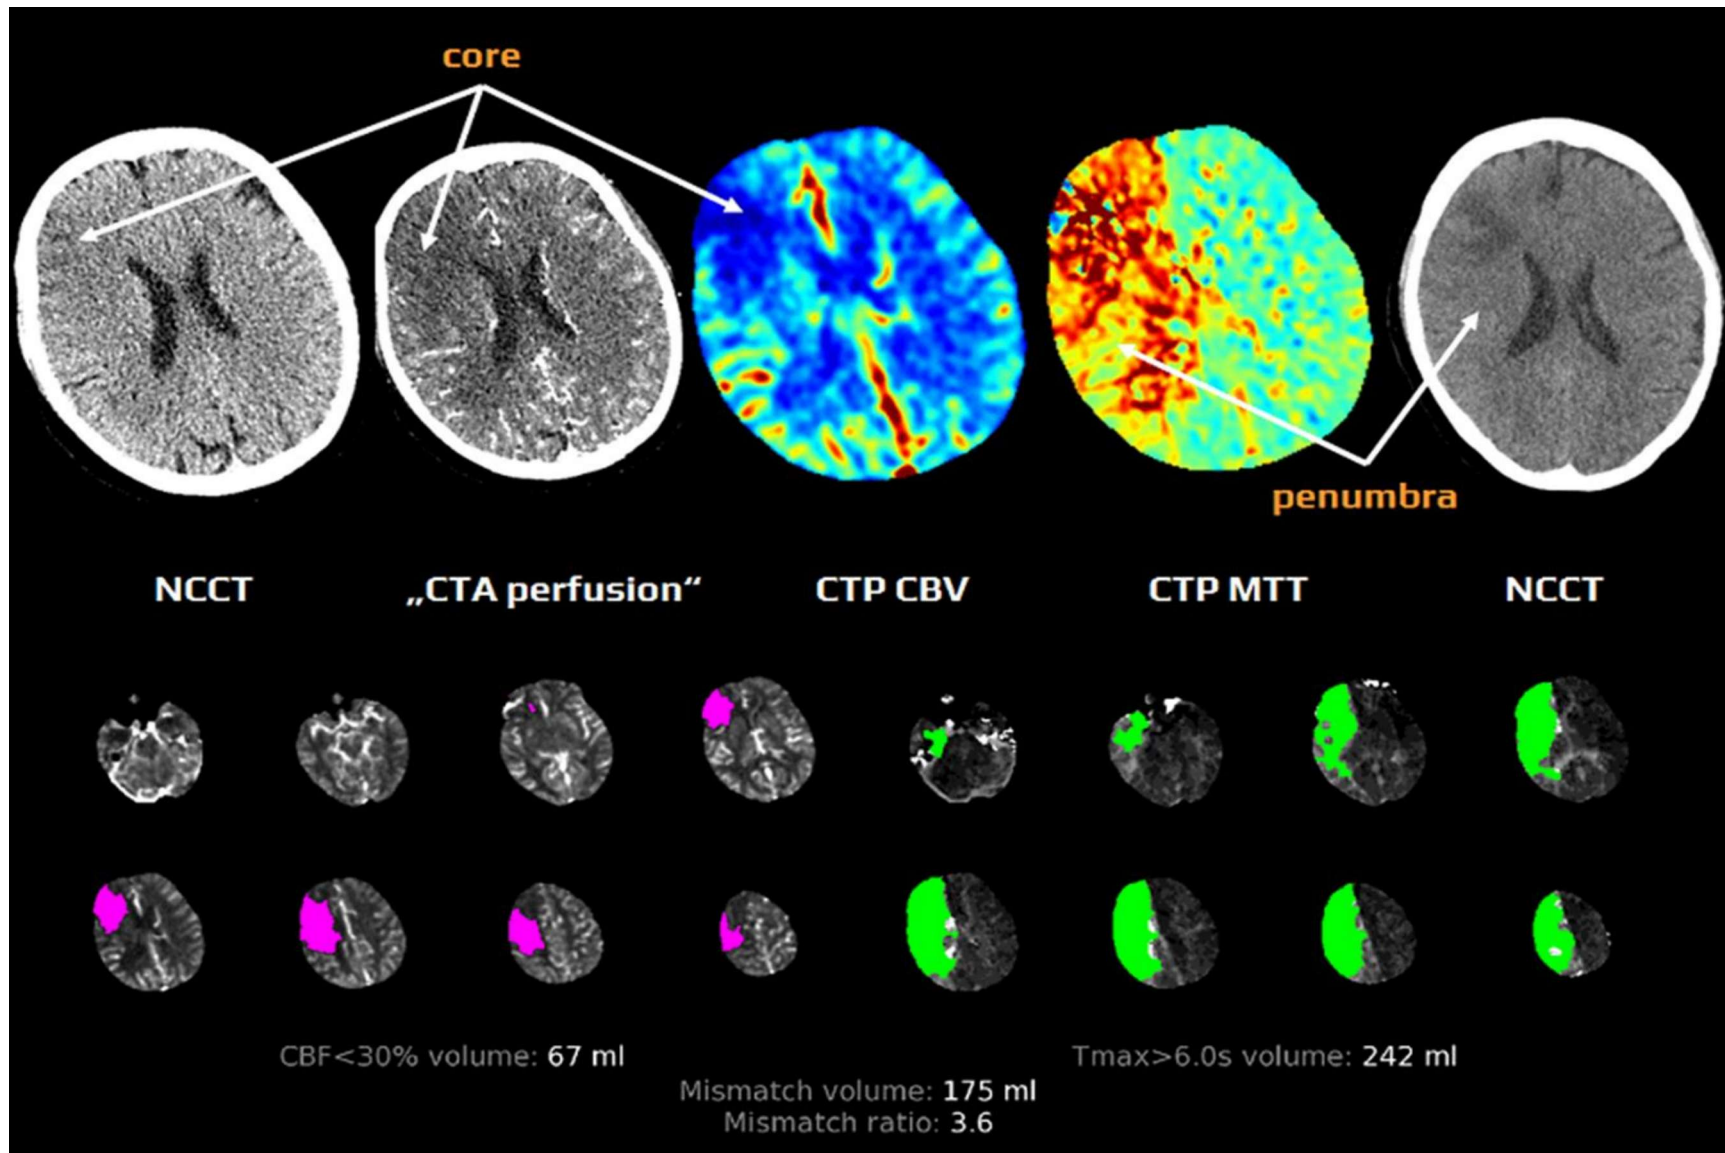 core
penumbra
NCCT
„CTA perfusion“
CTP CBV
CTP MTT
NCCT
CBF<30% volume: 67 ml
Tmax>6.0s volume: 242 ml
Mismatch volume: 175 ml
Mismatch ratio: 3.6